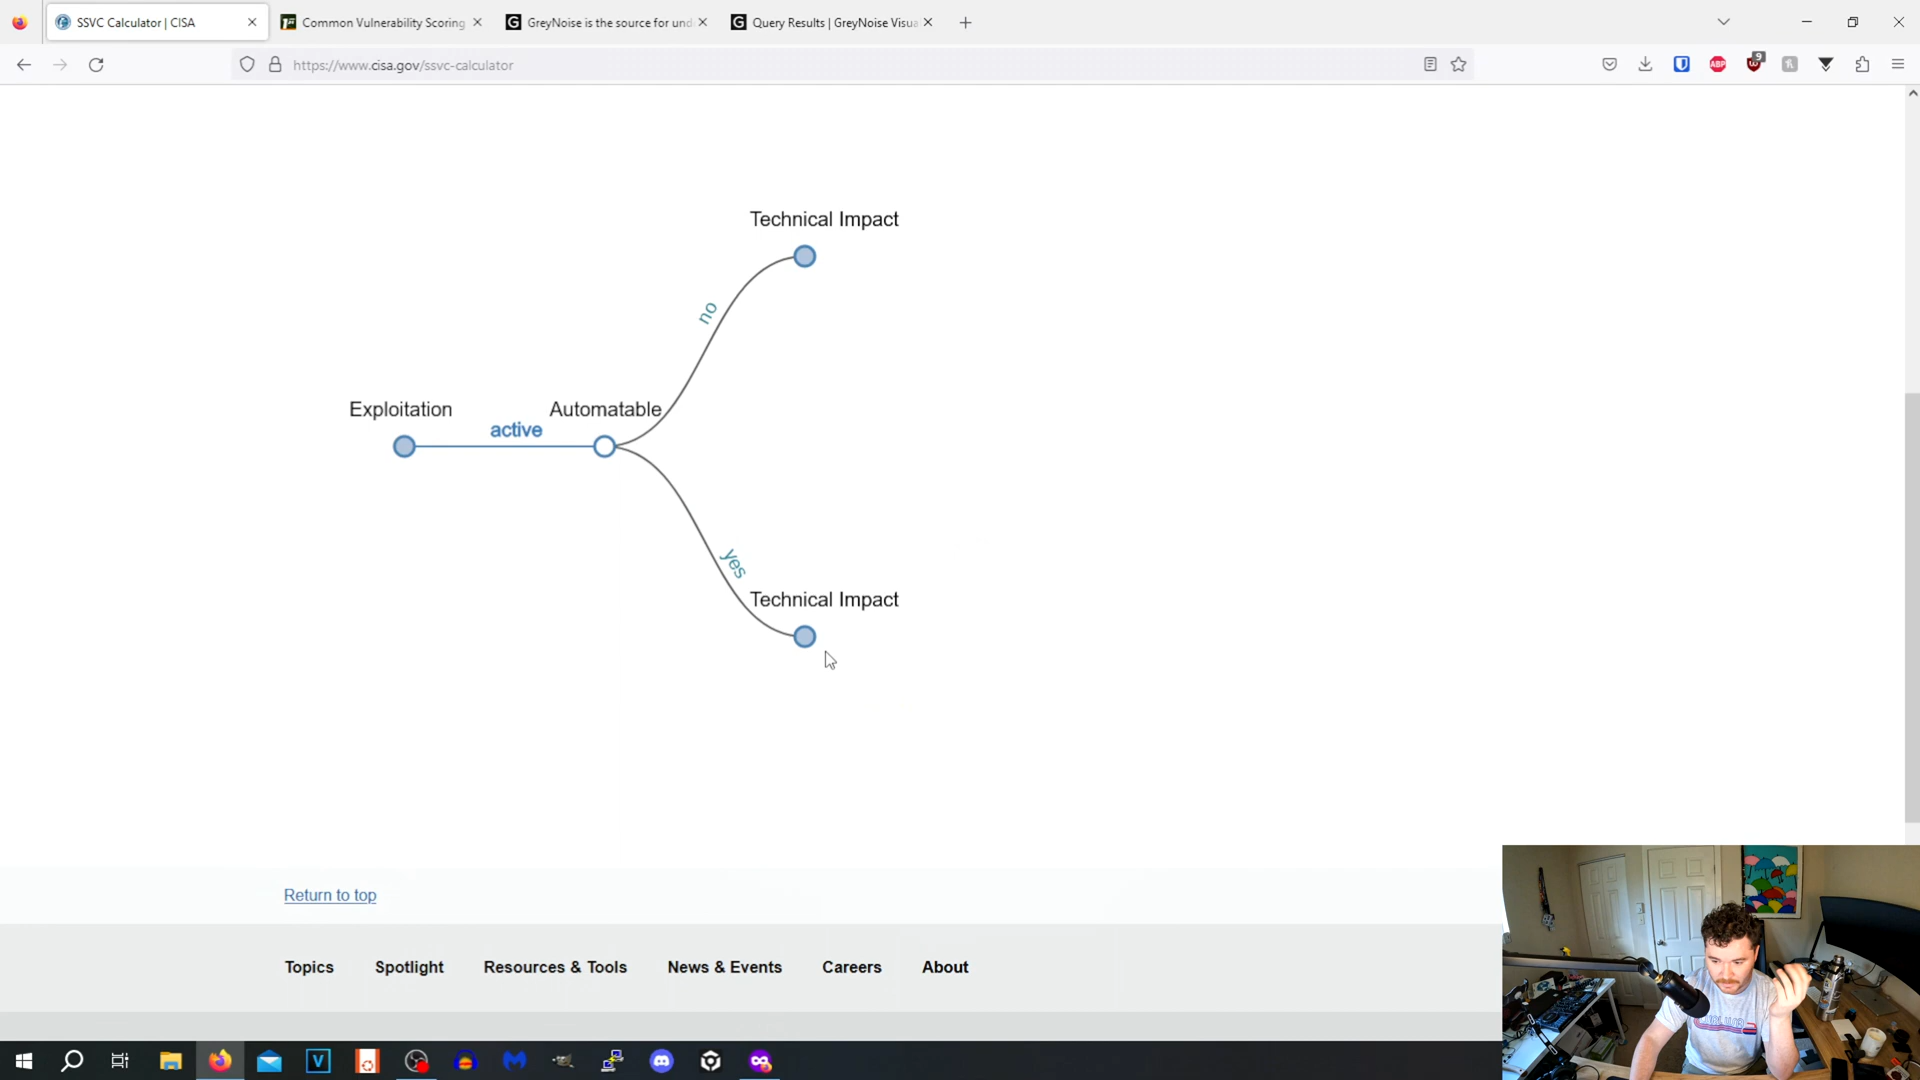 SSVC Calculator | CISA
Common Vulnerability Scoring
GreyNoise is the source for und
Query Results | GreyNoise Visua
https://www.cisa.gov/ssvc-calculator
ABP
9
Technical Impact
no
Exploitation
Automatable
active
yes
Technical Impact
Return to top
Topics
Spotlight
Resources & Tools
News & Events
Careers
About